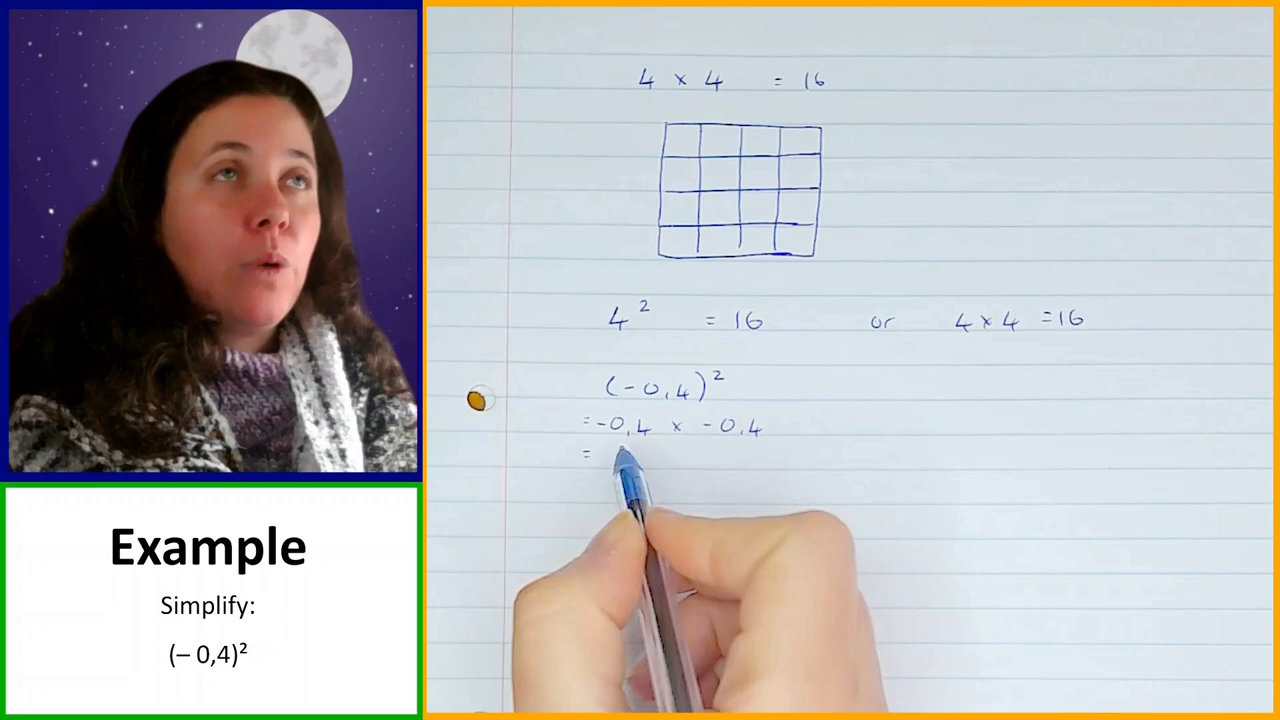 4 × 4 = 16
4² = 16 or 4 × 4 = 16
(-0,4)²
= -0,4 × -0,4
=
Example
Simplify:
(– 0,4)²